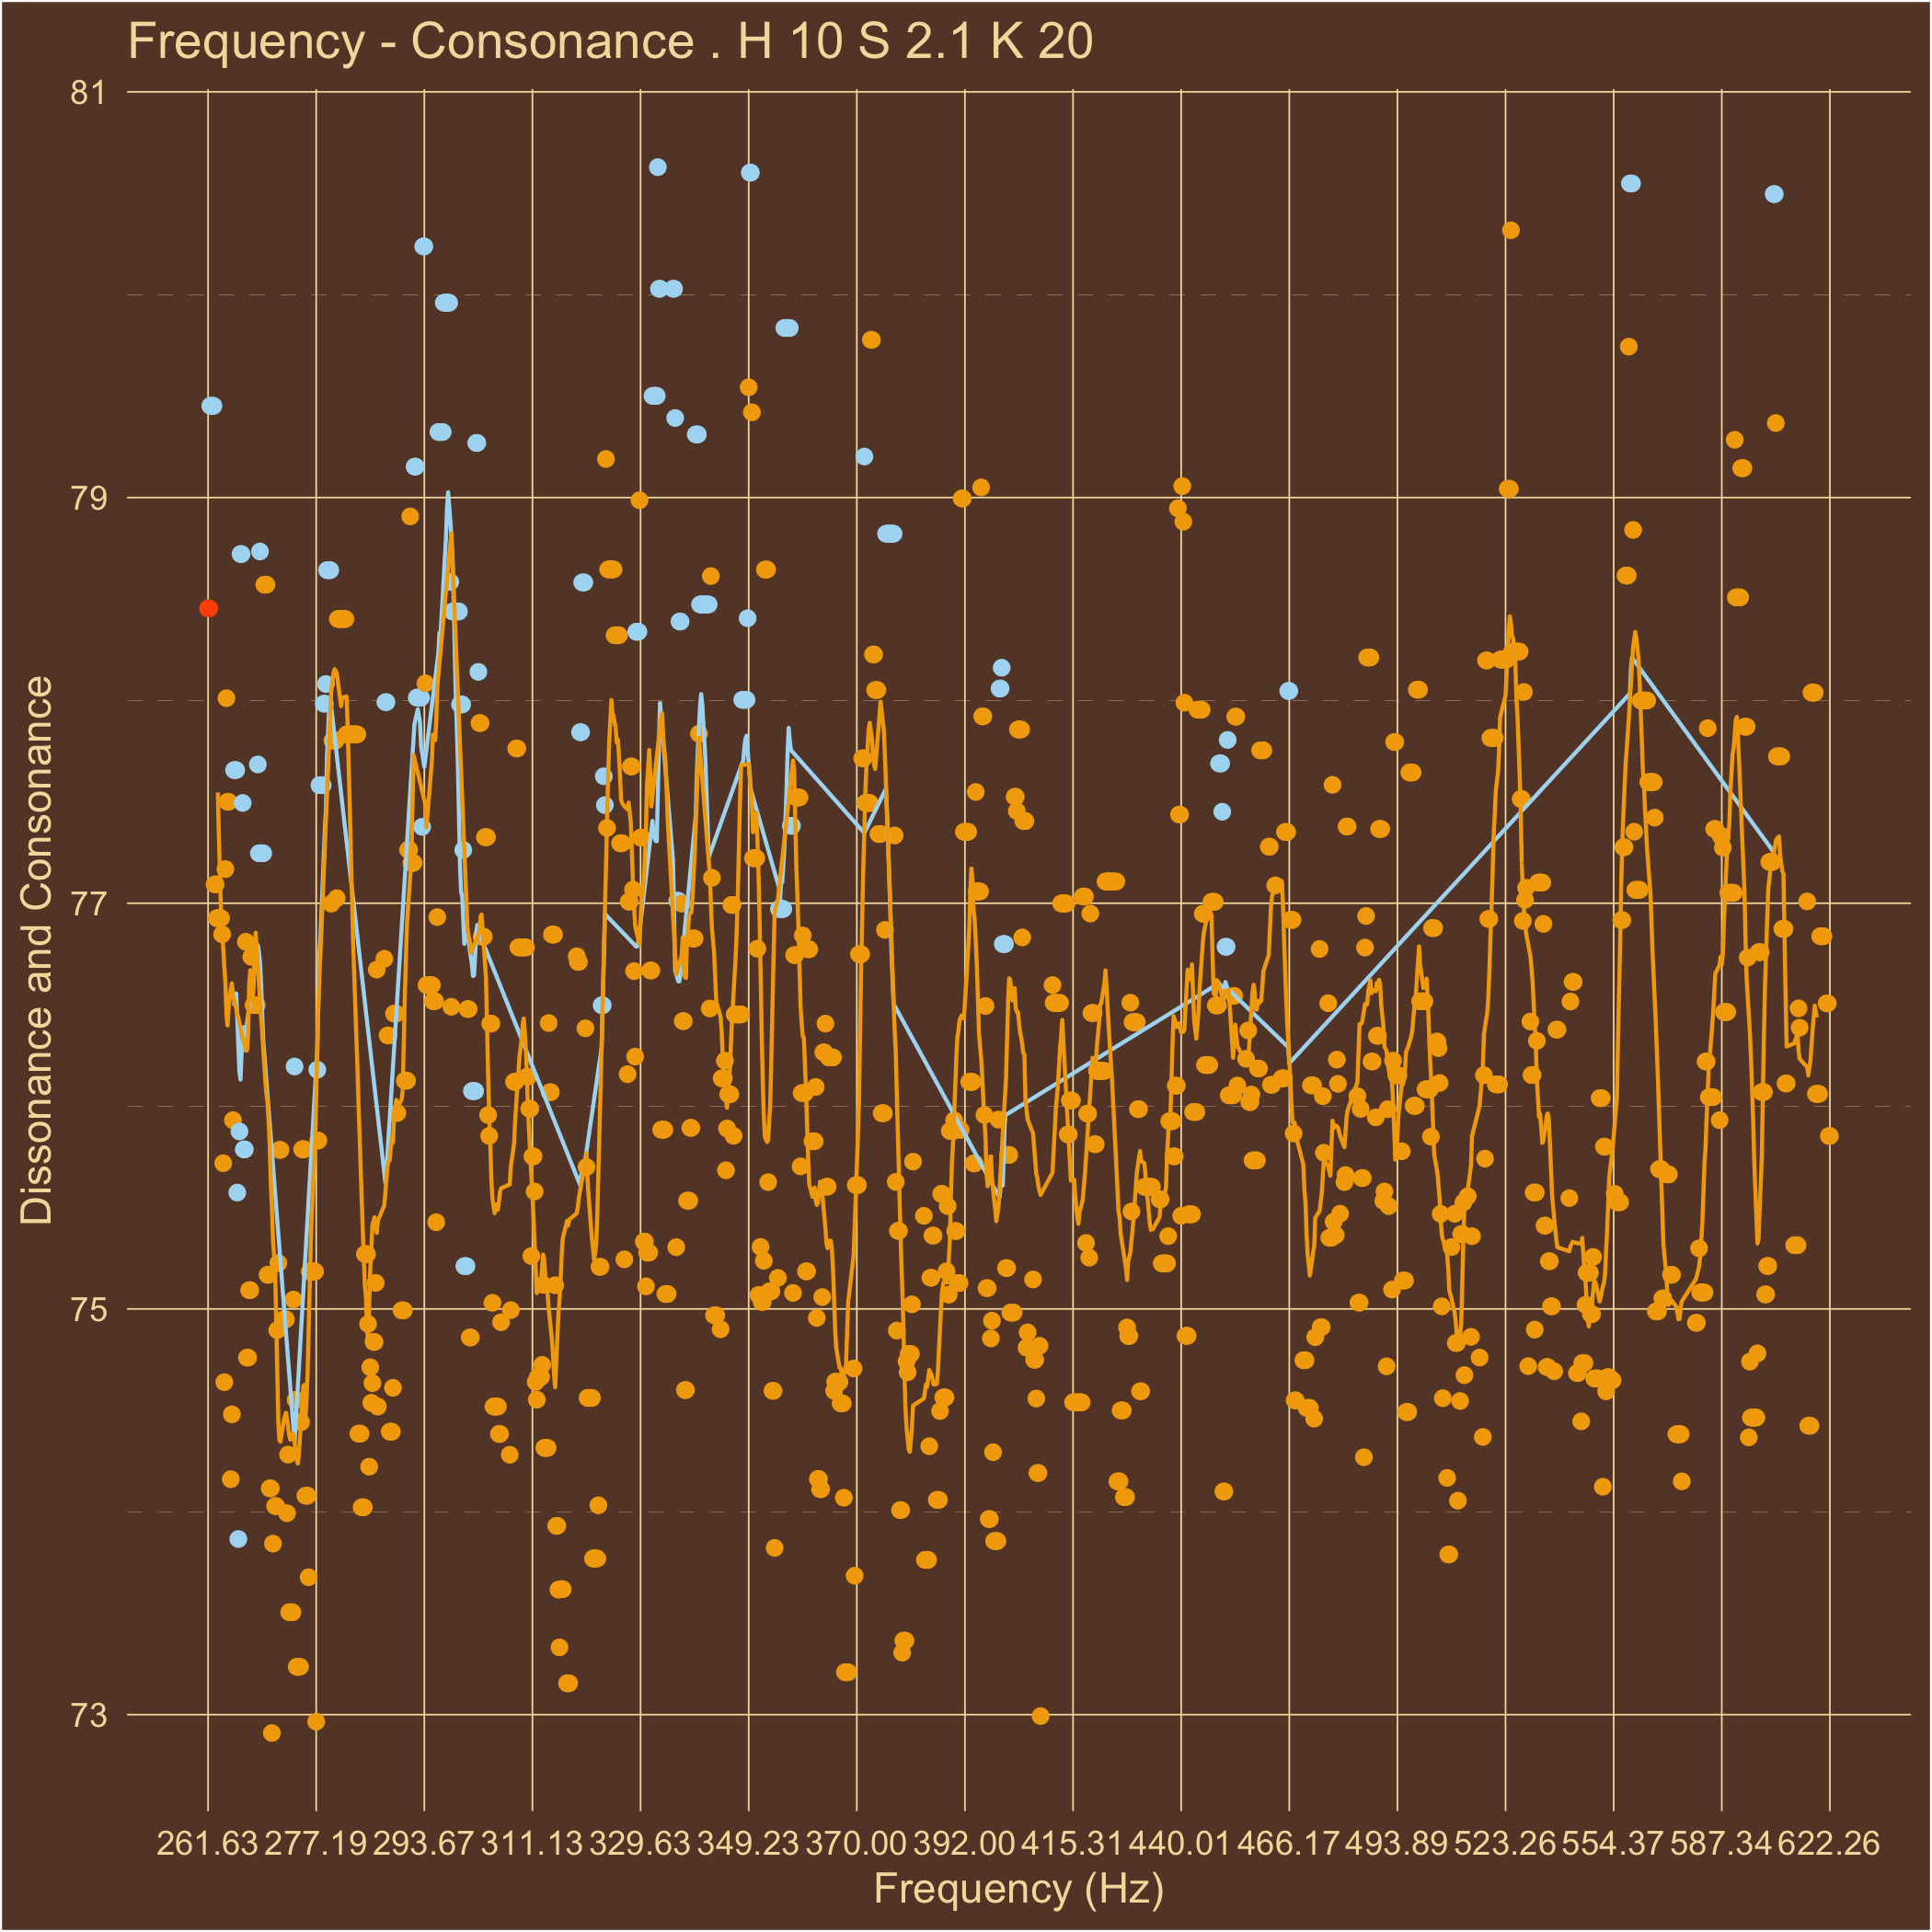 Frequency - Consonance . H 10 S 2.1 K 20
81
79
77
75
73
Dissonance and Consonance
261.63 277.19 293.67 311.13 329.63 349.23 370.00 392.00 415.31 440.01 466.17 493.89 523.26 554.37 587.34 622.26
Frequency (Hz)